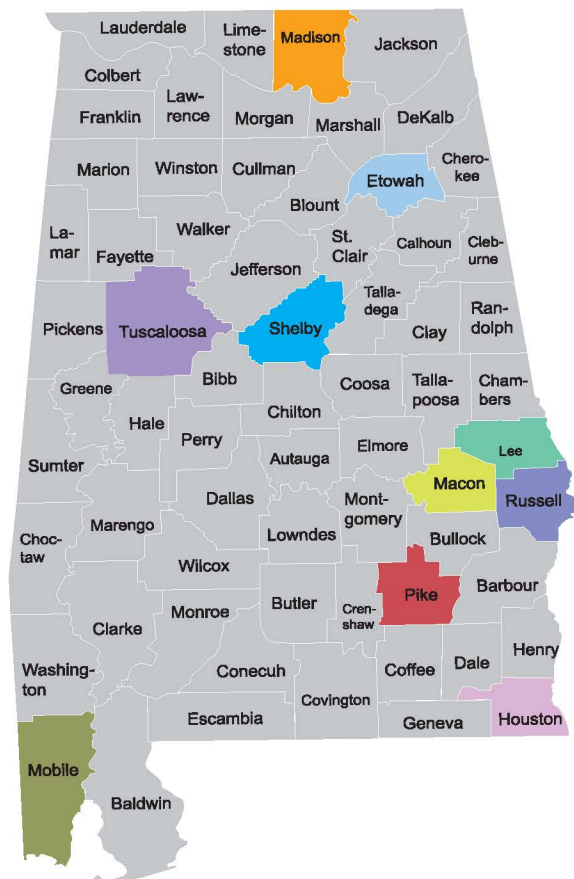 Lauderdale
Lime-
stone
Madison
Jackson
Colbert
Law-
rence
Franklin
Morgan
Marshall
DeKalb
Marion
Winston
Cullman
Etowah
Chero-
kee
Blount
La-
mar
Fayette
Walker
St.
Clair
Calhoun
Cleb-
urne
Jefferson
Talla-
dega
Pickens
Tuscaloosa
Shelby
Clay
Ran-
dolph
Greene
Bibb
Coosa
Talla-
poosa
Cham-
bers
Hale
Chilton
Perry
Elmore
Lee
Sumter
Autauga
Macon
Russell
Dallas
Mont-
gomery
Choc-
taw
Marengo
Lowndes
Bullock
Wilcox
Butler
Cren-
shaw
Pike
Barbour
Clarke
Monroe
Washing-
ton
Conecuh
Covington
Coffee
Dale
Henry
Escambia
Geneva
Houston
Mobile
Baldwin